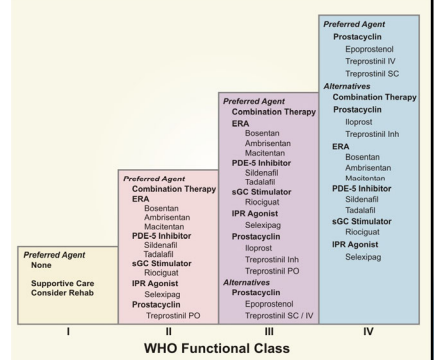 Preferred Agent
None
Supportive Care
Consider Rehab
Preferred Agent
Combination Therapy
ERA
Bosentan
Ambrisentan
Macitentan
PDE-5 Inhibitor
Sildenafil
Tadalafil
sGC Stimulator
Riociguat
IPR Agonist
Selexipag
Prostacyclin
Treprostinil PO
Preferred Agent
Combination Therapy
ERA
Bosentan
Ambrisentan
Macitentan
PDE-5 Inhibitor
Sildenafil
Tadalafil
sGC Stimulator
Riociguat
IPR Agonist
Selexipag
Prostacyclin
Iloprost
Treprostinil Inh
Treprostinil PO
Alternatives
Prostacyclin
Epoprostenol
Treprostinil SC / IV
Preferred Agent
Prostacyclin
Epoprostenol
Treprostinil IV
Treprostinil SC
Alternatives
Combination Therapy
Prostacyclin
Iloprost
Treprostinil Inh
ERA
Bosentan
Ambrisentan
Macitentan
PDE-5 Inhibitor
Sildenafil
Tadalafil
sGC Stimulator
Riociguat
IPR Agonist
Selexipag
I
II
III
IV
WHO Functional Class